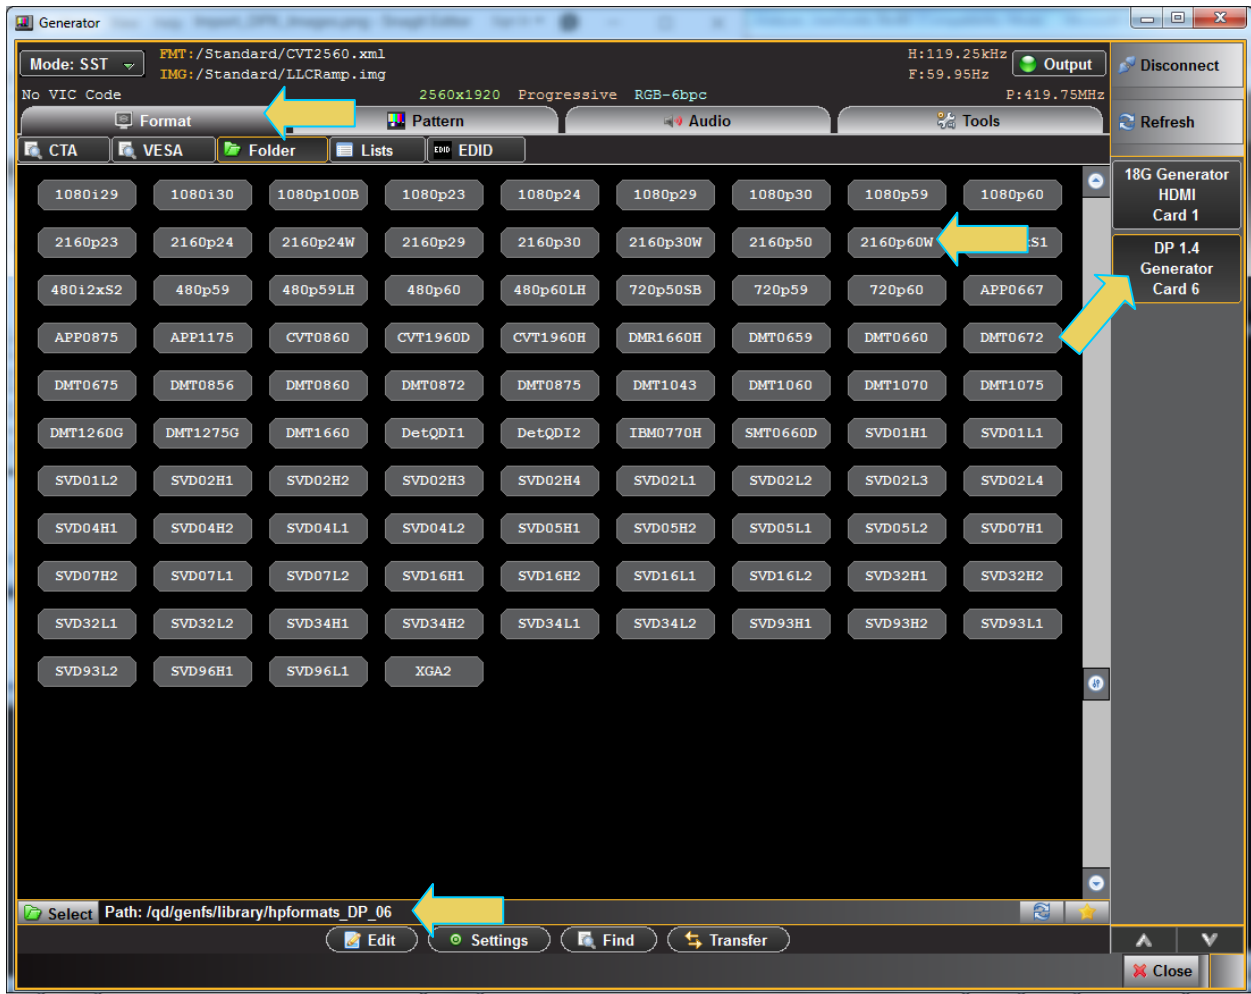 Generator
Mode: SST
FMT:/Standard/CVT2560.xml
IMG:/Standard/LLCRamp.img
H:119.25kHz
F:59.95Hz
Output
Disconnect
No VIC Code
2560x1920 Progressive RGB-6bpc
P:419.75MHz
Format
Pattern
Audio
Tools
Refresh
CTA
VESA
Folder
Lists
EDID EDID
1080i29 1080i30 1080p100B 1080p23 1080p24 1080p29 1080p30 1080p59 1080p60
2160p23 2160p24 2160p24W 2160p29 2160p30 2160p30W 2160p50 2160p60W
480i2xS2 480p59 480p59LH 480p60 480p60LH 720p50SB 720p59 720p60 APP0667
APP0875 APP1175 CVT0860 CVT1960D CVT1960H DMR1660H DMT0659 DMT0660 DMT0672
DMT0675 DMT0856 DMT0860 DMT0872 DMT0875 DMT1043 DMT1060 DMT1070 DMT1075
DMT1260G DMT1275G DMT1660 DetQDI1 DetQDI2 IBM0770H SMT0660D SVD01H1 SVD01L1
SVD01L2 SVD02H1 SVD02H2 SVD02H3 SVD02H4 SVD02L1 SVD02L2 SVD02L3 SVD02L4
SVD04H1 SVD04H2 SVD04L1 SVD04L2 SVD05H1 SVD05H2 SVD05L1 SVD05L2 SVD07H1
SVD07H2 SVD07L1 SVD07L2 SVD16H1 SVD16H2 SVD16L1 SVD16L2 SVD32H1 SVD32H2
SVD32L1 SVD32L2 SVD34H1 SVD34H2 SVD34L1 SVD34L2 SVD93H1 SVD93H2 SVD93L1
SVD93L2 SVD96H1 SVD96L1 XGA2
18G Generator
HDMI
Card 1
DP 1.4
Generator
Card 6
Select Path: /qd/genfs/library/hpformats_DP_06
Edit
Settings
Find
Transfer
Close